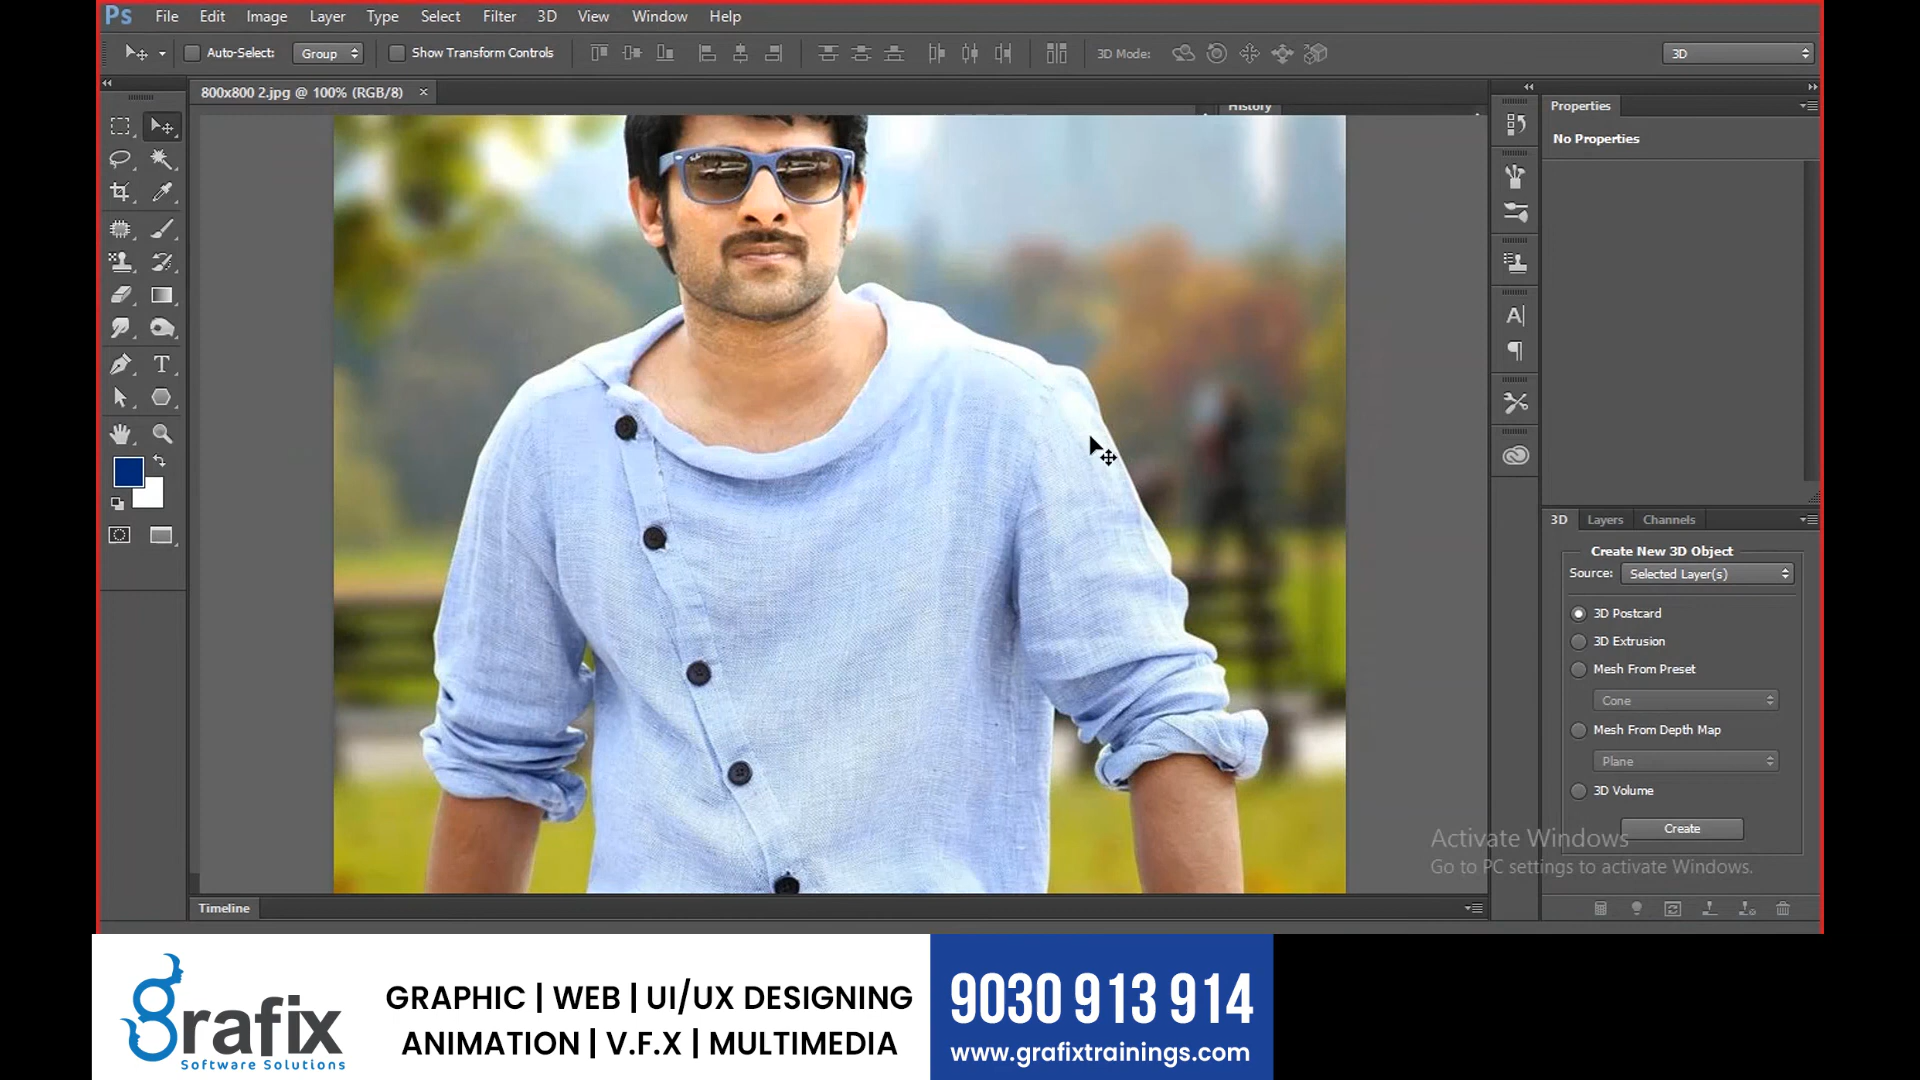 Ps File Edit Image Layer Type Select Filter 3D View Window Help
Auto-Select: Group Show Transform Controls 3D Mode: 3D
800x800 2.jpg @ 100% (RGB/8) ×
History
Properties
No Properties
3D Layers Channels
Create New 3D Object
Source: Selected Layer(s)
3D Postcard
3D Extrusion
Mesh From Preset
Cone
Mesh From Depth Map
Plane
3D Volume
Create
Activate Windows
Go to PC settings to activate Windows.
Timeline
grafix
Software Solutions
GRAPHIC | WEB | UI/UX DESIGNING
ANIMATION | V.F.X | MULTIMEDIA
9030 913 914
www.grafixtrainings.com